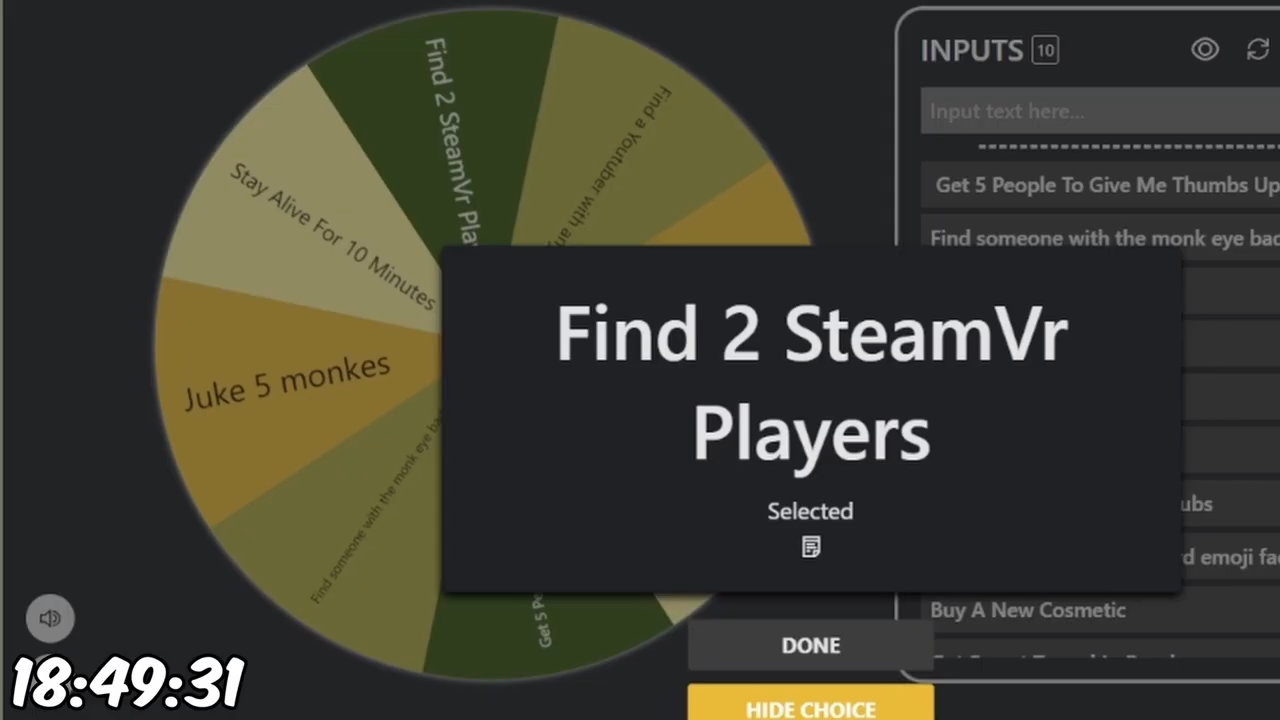 Find 2 SteamVr Pla
Find a Youtuber with an
Stay Alive For 10 Minutes
Juke 5 monkes
Find someone with the monk eye ba
Get 5 Pe
INPUTS 10
Input text here...
Get 5 People To Give Me Thumbs Up
Find someone with the monk eye bac
ubs
rd emoji fac
Buy A New Cosmetic
Find 2 SteamVr
Players
Selected
DONE
HIDE CHOICE
18:49:31